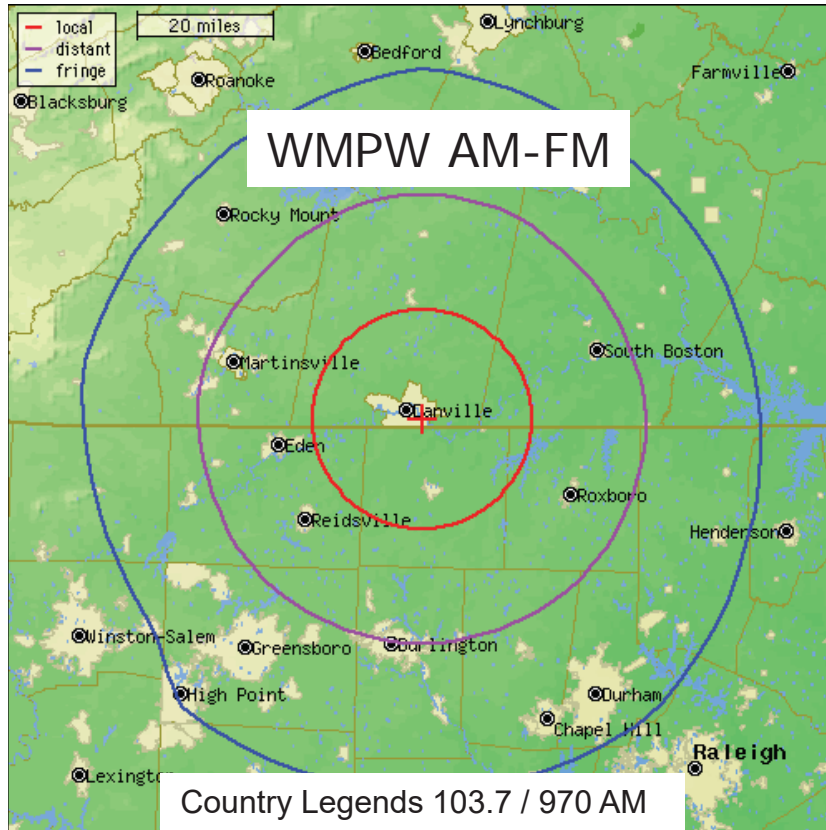 local
distant
fringe
20 miles
Lynchburg
Bedford
Roanoke
Farmville
Blacksburg
WMPW AM-FM
Rocky Mount
Martinsville
South Boston
Danville
Eden
Roxboro
Reidsville
Henderson
Winston-Salem
Greensboro
Burlington
High Point
Durham
Chapel Hill
Raleigh
Lexington
Country Legends 103.7 / 970 AM